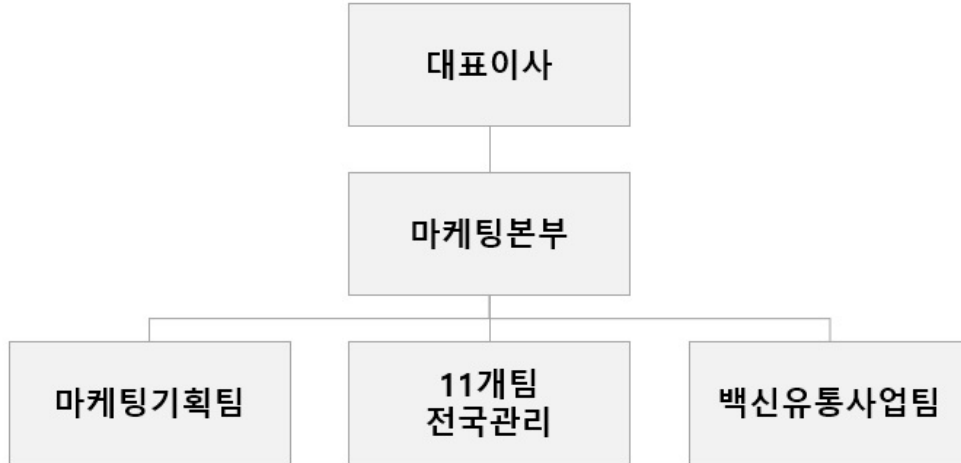 대표이사
마케팅본부
마케팅기획팀
11개팀
전국관리
백신유통사업팀